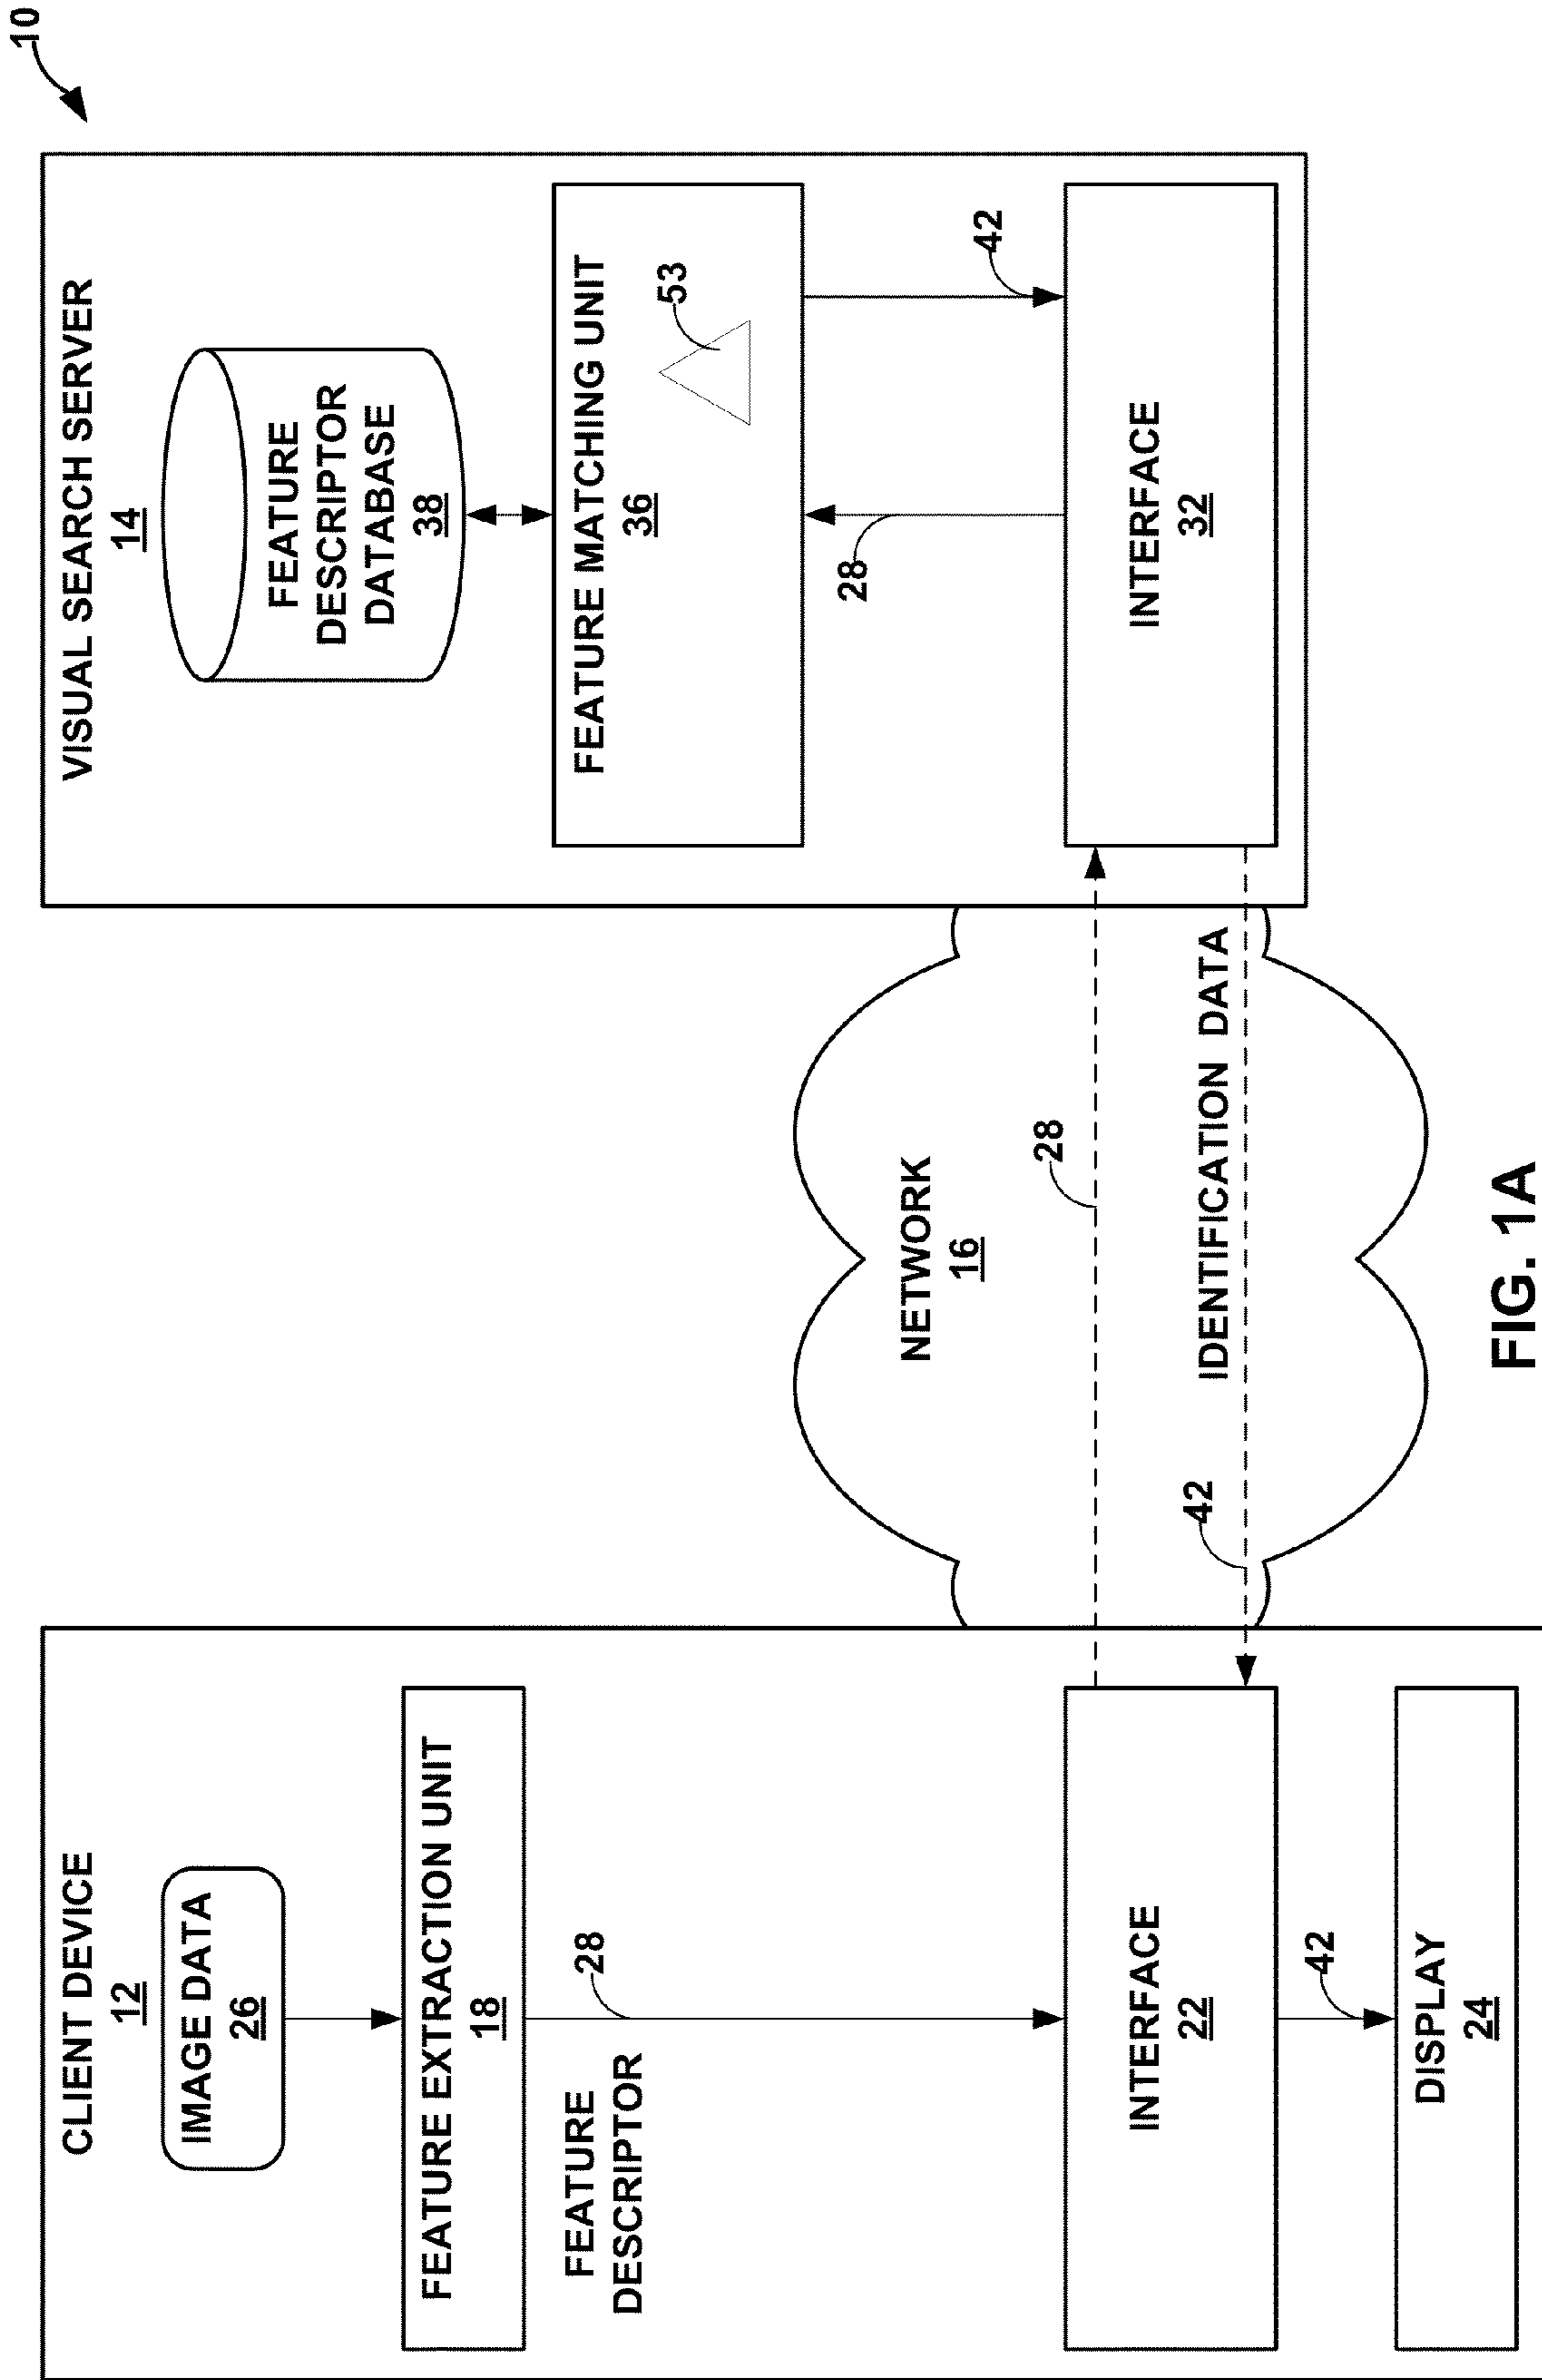 10
CLIENT DEVICE
12
IMAGE DATA
26
FEATURE EXTRACTION UNIT
18
FEATURE
DESCRIPTOR
28
INTERFACE
22
42
DISPLAY
24
NETWORK
16
28
IDENTIFICATION DATA
42
VISUAL SEARCH SERVER
14
FEATURE
DESCRIPTOR
DATABASE
38
FEATURE MATCHING UNIT
36
53
28
42
INTERFACE
32
FIG. 1A